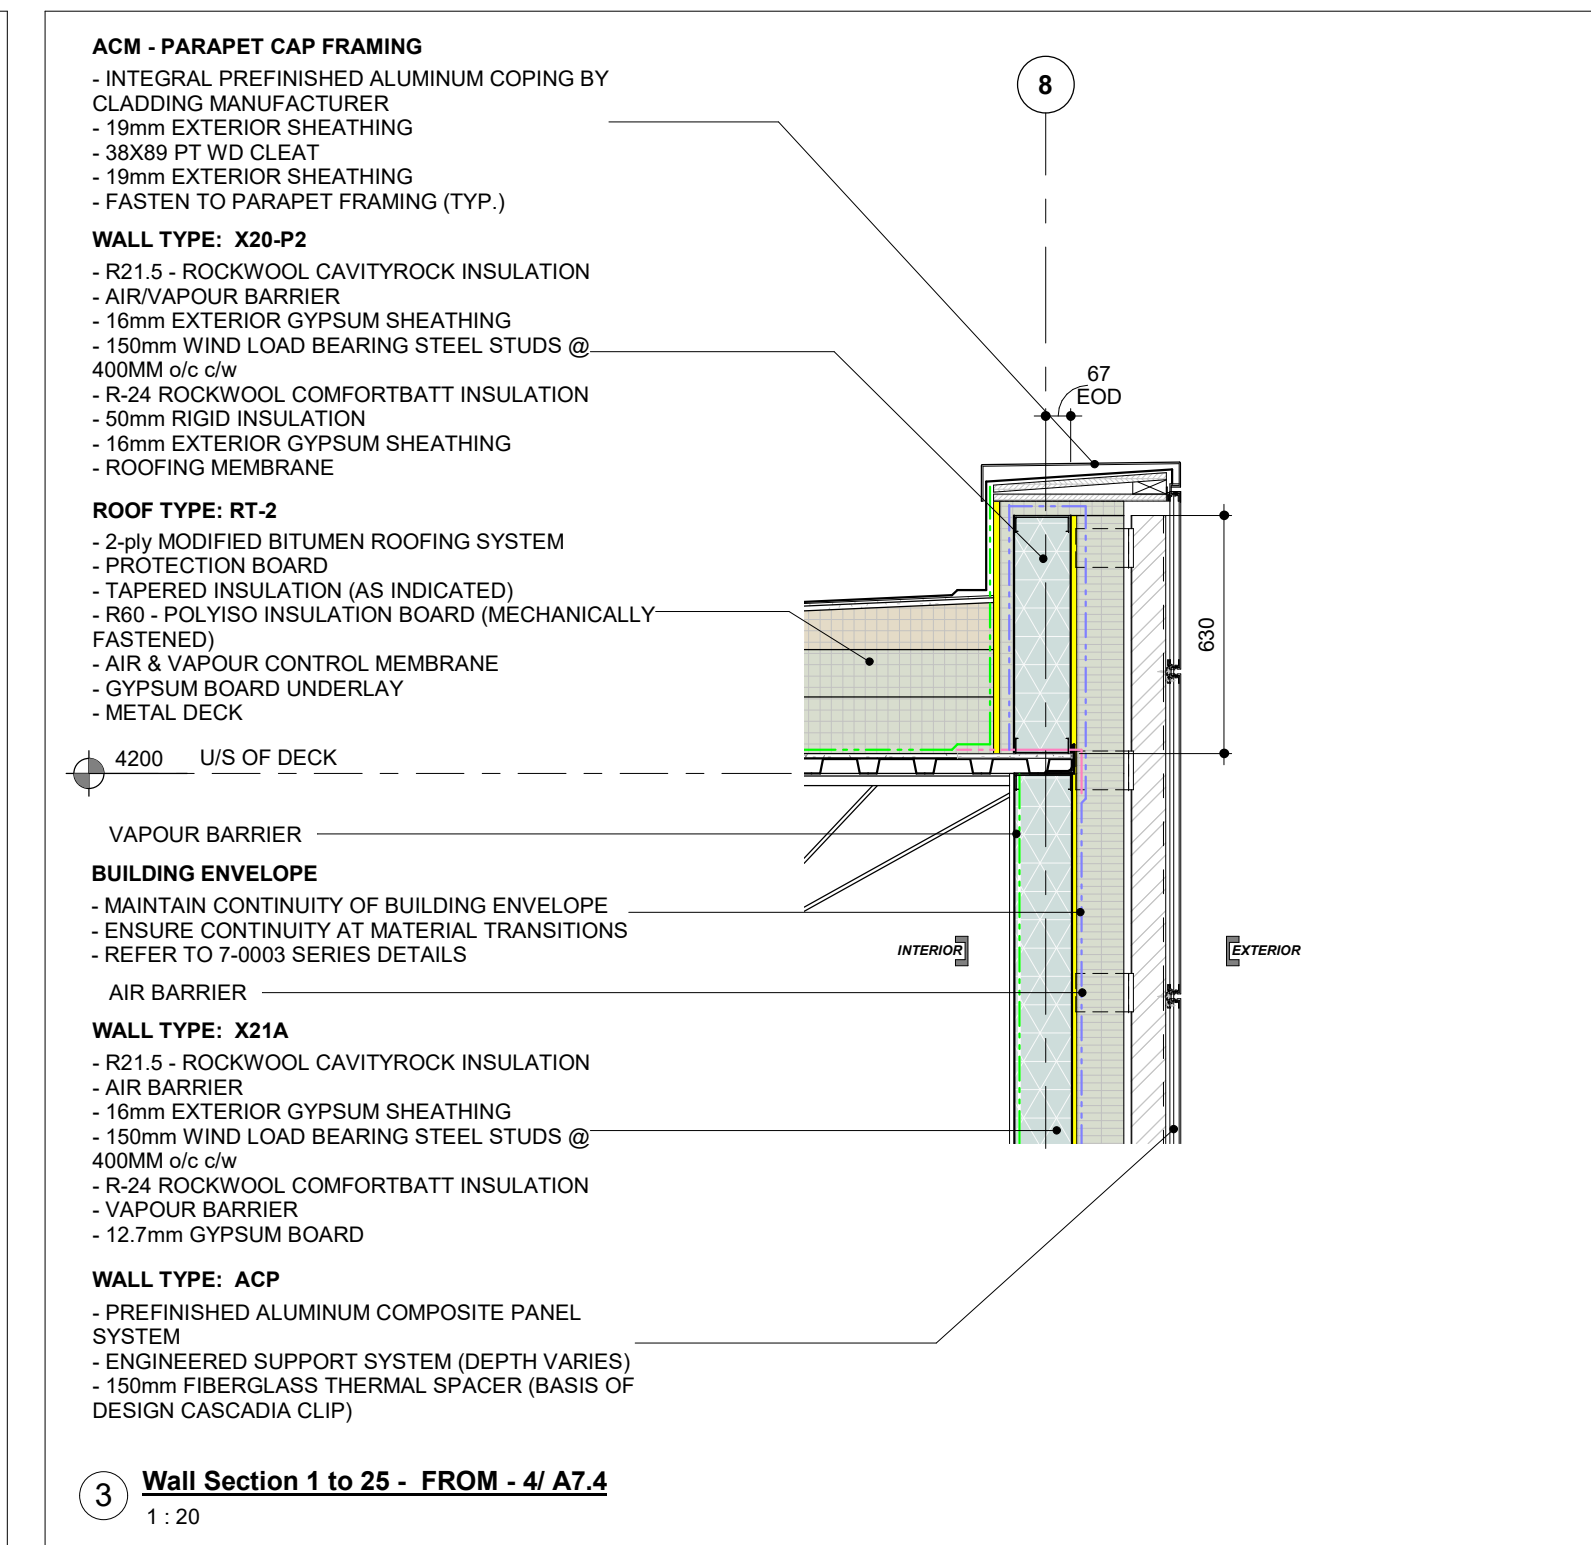 ACM - PARAPET CAP FRAMING
- INTEGRAL PREFINISHED ALUMINUM COPING BY
CLADDING MANUFACTURER
- 19mm EXTERIOR SHEATHING
- 38X89 PT WD CLEAT
- 19mm EXTERIOR SHEATHING
- FASTEN TO PARAPET FRAMING (TYP.)
WALL TYPE: X20-P2
- R21.5 - ROCKWOOL CAVITYROCK INSULATION
- AIR/VAPOUR BARRIER
- 16mm EXTERIOR GYPSUM SHEATHING
- 150mm WIND LOAD BEARING STEEL STUDS @
400MM o/c c/w
- R-24 ROCKWOOL COMFORTBATT INSULATION
- 50mm RIGID INSULATION
- 16mm EXTERIOR GYPSUM SHEATHING
- ROOFING MEMBRANE
ROOF TYPE: RT-2
- 2-ply MODIFIED BITUMEN ROOFING SYSTEM
- PROTECTION BOARD
- TAPERED INSULATION (AS INDICATED)
- R60 - POLYISO INSULATION BOARD (MECHANICALLY
FASTENED)
- AIR & VAPOUR CONTROL MEMBRANE
- GYPSUM BOARD UNDERLAY
- METAL DECK
4200 U/S OF DECK
VAPOUR BARRIER
BUILDING ENVELOPE
- MAINTAIN CONTINUITY OF BUILDING ENVELOPE
- ENSURE CONTINUITY AT MATERIAL TRANSITIONS
- REFER TO 7-0003 SERIES DETAILS
AIR BARRIER
WALL TYPE: X21A
- R21.5 - ROCKWOOL CAVITYROCK INSULATION
- AIR BARRIER
- 16mm EXTERIOR GYPSUM SHEATHING
- 150mm WIND LOAD BEARING STEEL STUDS @
400MM o/c c/w
- R-24 ROCKWOOL COMFORTBATT INSULATION
- VAPOUR BARRIER
- 12.7mm GYPSUM BOARD
WALL TYPE: ACP
- PREFINISHED ALUMINUM COMPOSITE PANEL
SYSTEM
- ENGINEERED SUPPORT SYSTEM (DEPTH VARIES)
- 150mm FIBERGLASS THERMAL SPACER (BASIS OF
DESIGN CASCADIA CLIP)
8
67
EOD
630
INTERIOR
EXTERIOR
3
Wall Section 1 to 25 - FROM - 4/ A7.4
1 : 20